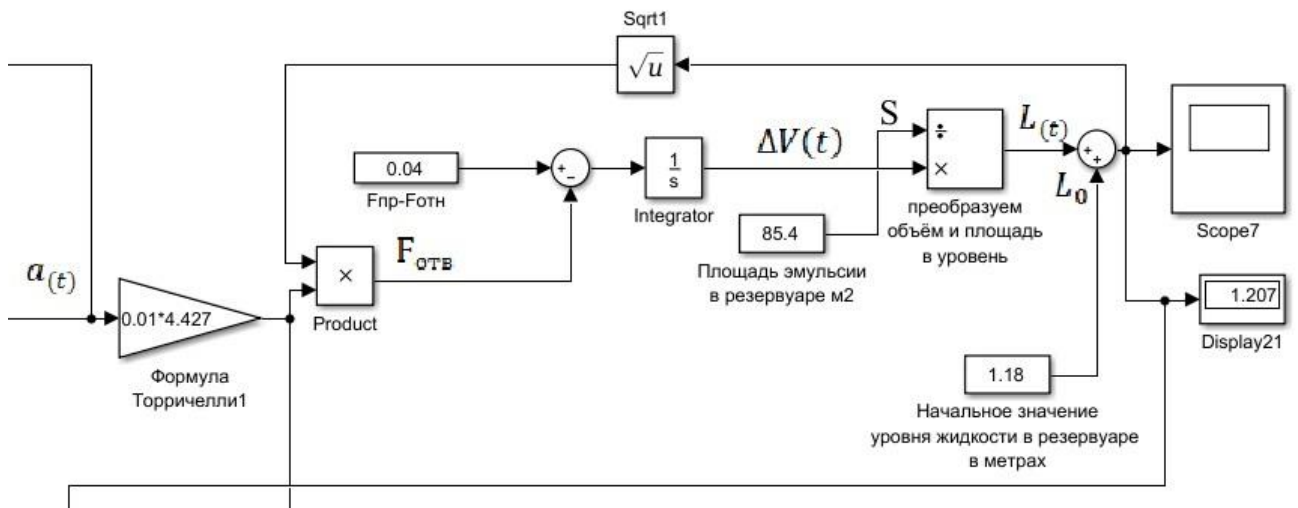 Sqrt1
√u
0.04
Fпр-Fотн
+
−
1
s
Integrator
ΔV(t)
S
÷
×
преобразуем
объём и площадь
в уровень
L(t)
+
+
L0
Scope7
85.4
Площадь эмульсии
в резервуаре м2
a(t)
0.01*4.427
Формула
Торричелли1
×
Product
Fотв
1.207
Display21
1.18
Начальное значение
уровня жидкости в резервуаре
в метрах